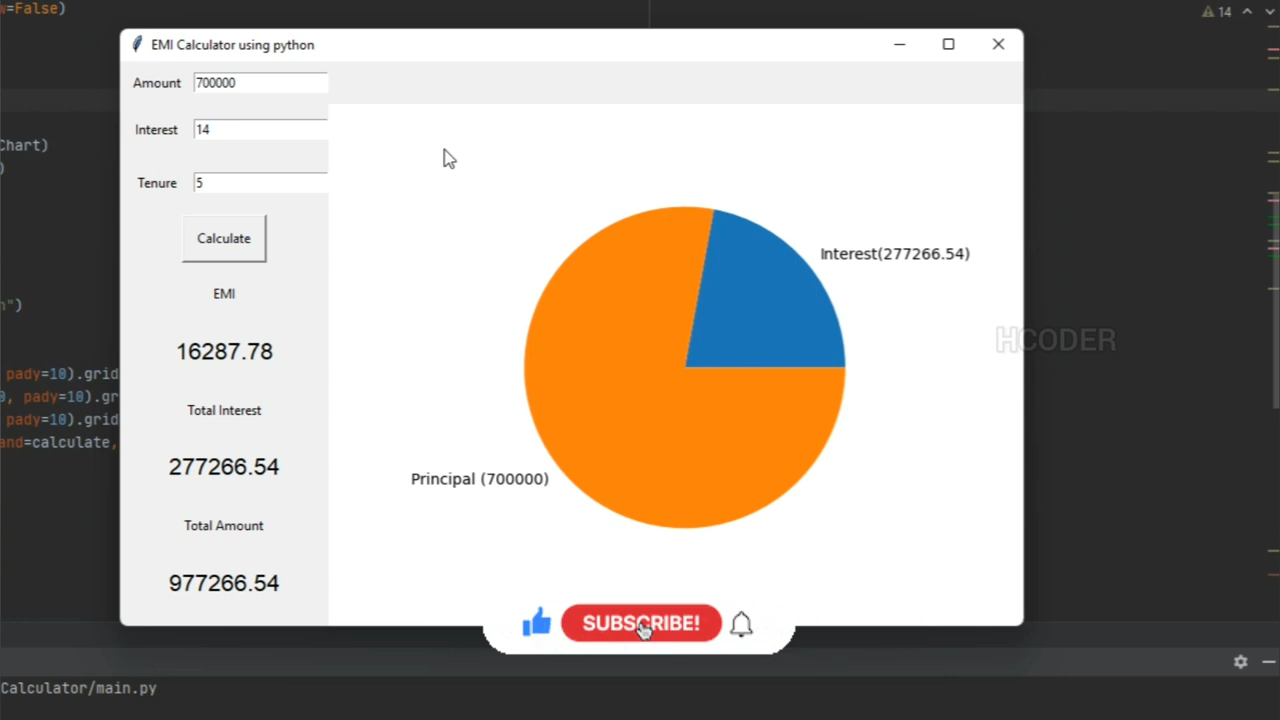 =False)
14
EMI Calculator using python
Amount 700000
Interest 14
Chart)
)
Tenure 5
Calculate
Interest(277266.54)
EMI
")
HCODER
16287.78
pady=10).grid
, pady=10).gr
Total Interest
pady=10).grid
and=calculate,
277266.54
Principal (700000)
Total Amount
977266.54
SUBSCRIBE!
Calculator/main.py